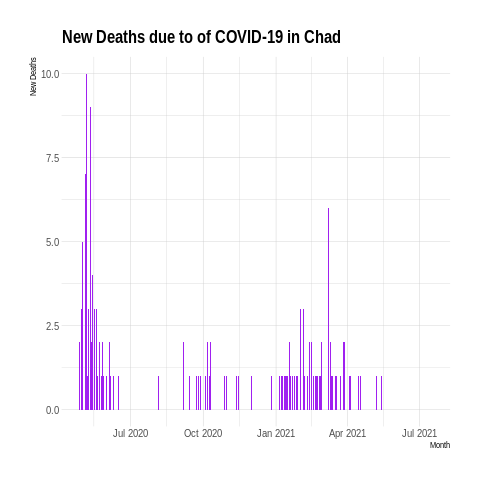 New Deaths due to of COVID-19 in Chad
New Deaths
10.0
7.5
5.0
2.5
0.0
Jul 2020 Oct 2020 Jan 2021 Apr 2021 Jul 2021
Month